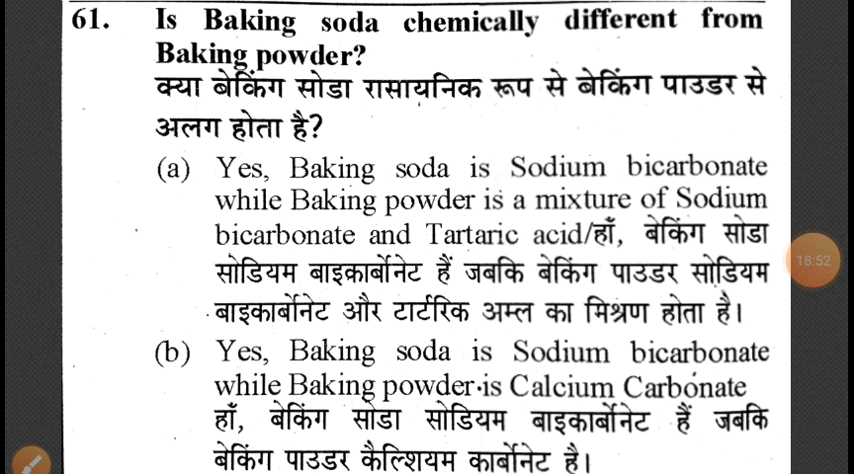 61. Is Baking soda chemically different from
Baking powder?
क्या बेकिंग सोडा रासायनिक रूप से बेकिंग पाउडर से
अलग होता है?
(a) Yes, Baking soda is Sodium bicarbonate
while Baking powder is a mixture of Sodium
bicarbonate and Tartaric acid/हाँ, बेकिंग सोडा
सोडियम बाइकार्बोनेट हैं जबकि बेकिंग पाउडर सोडियम
बाइकार्बोनेट और टार्टरिक अम्ल का मिश्रण होता है।
18:52
(b) Yes, Baking soda is Sodium bicarbonate
while Baking powder is Calcium Carbonate
हाँ, बेकिंग सोडा सोडियम बाइकार्बोनेट हैं जबकि
बेकिंग पाउडर कैल्शियम कार्बोनेट है।